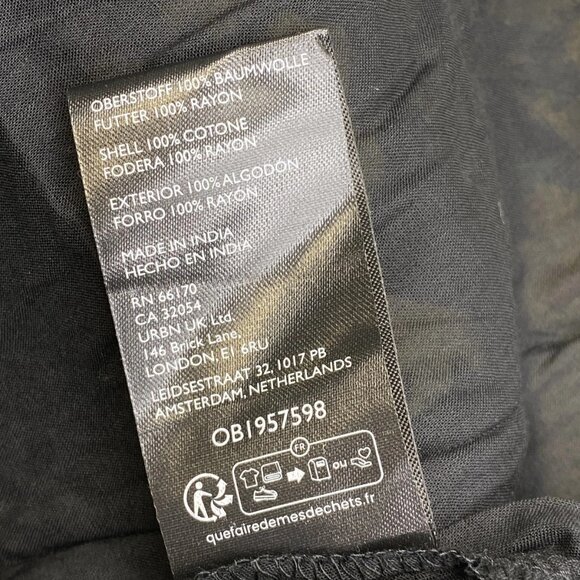 OBERSTOFF 100% BAUMWOLLE
FUTTER 100% RAYON
SHELL 100% COTONE
FODERA 100% RAYON
EXTERIOR 100% ALGODÓN
FORRO 100% RAYON
MADE IN INDIA
HECHO EN INDIA
RN 66170
CA 32054
URBN UK Ltd.
146 Brick Lane,
LONDON, E1 6RU
LEIDSESTRAAT 32, 1017 PB
AMSTERDAM, NETHERLANDS
OB1957598
FR
ou
quefairedemesdechets.fr